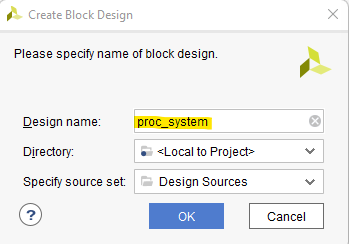 Create Block Design
Please specify name of block design.
Design name: proc_system
Directory: <Local to Project>
Specify source set: Design Sources
? OK Cancel